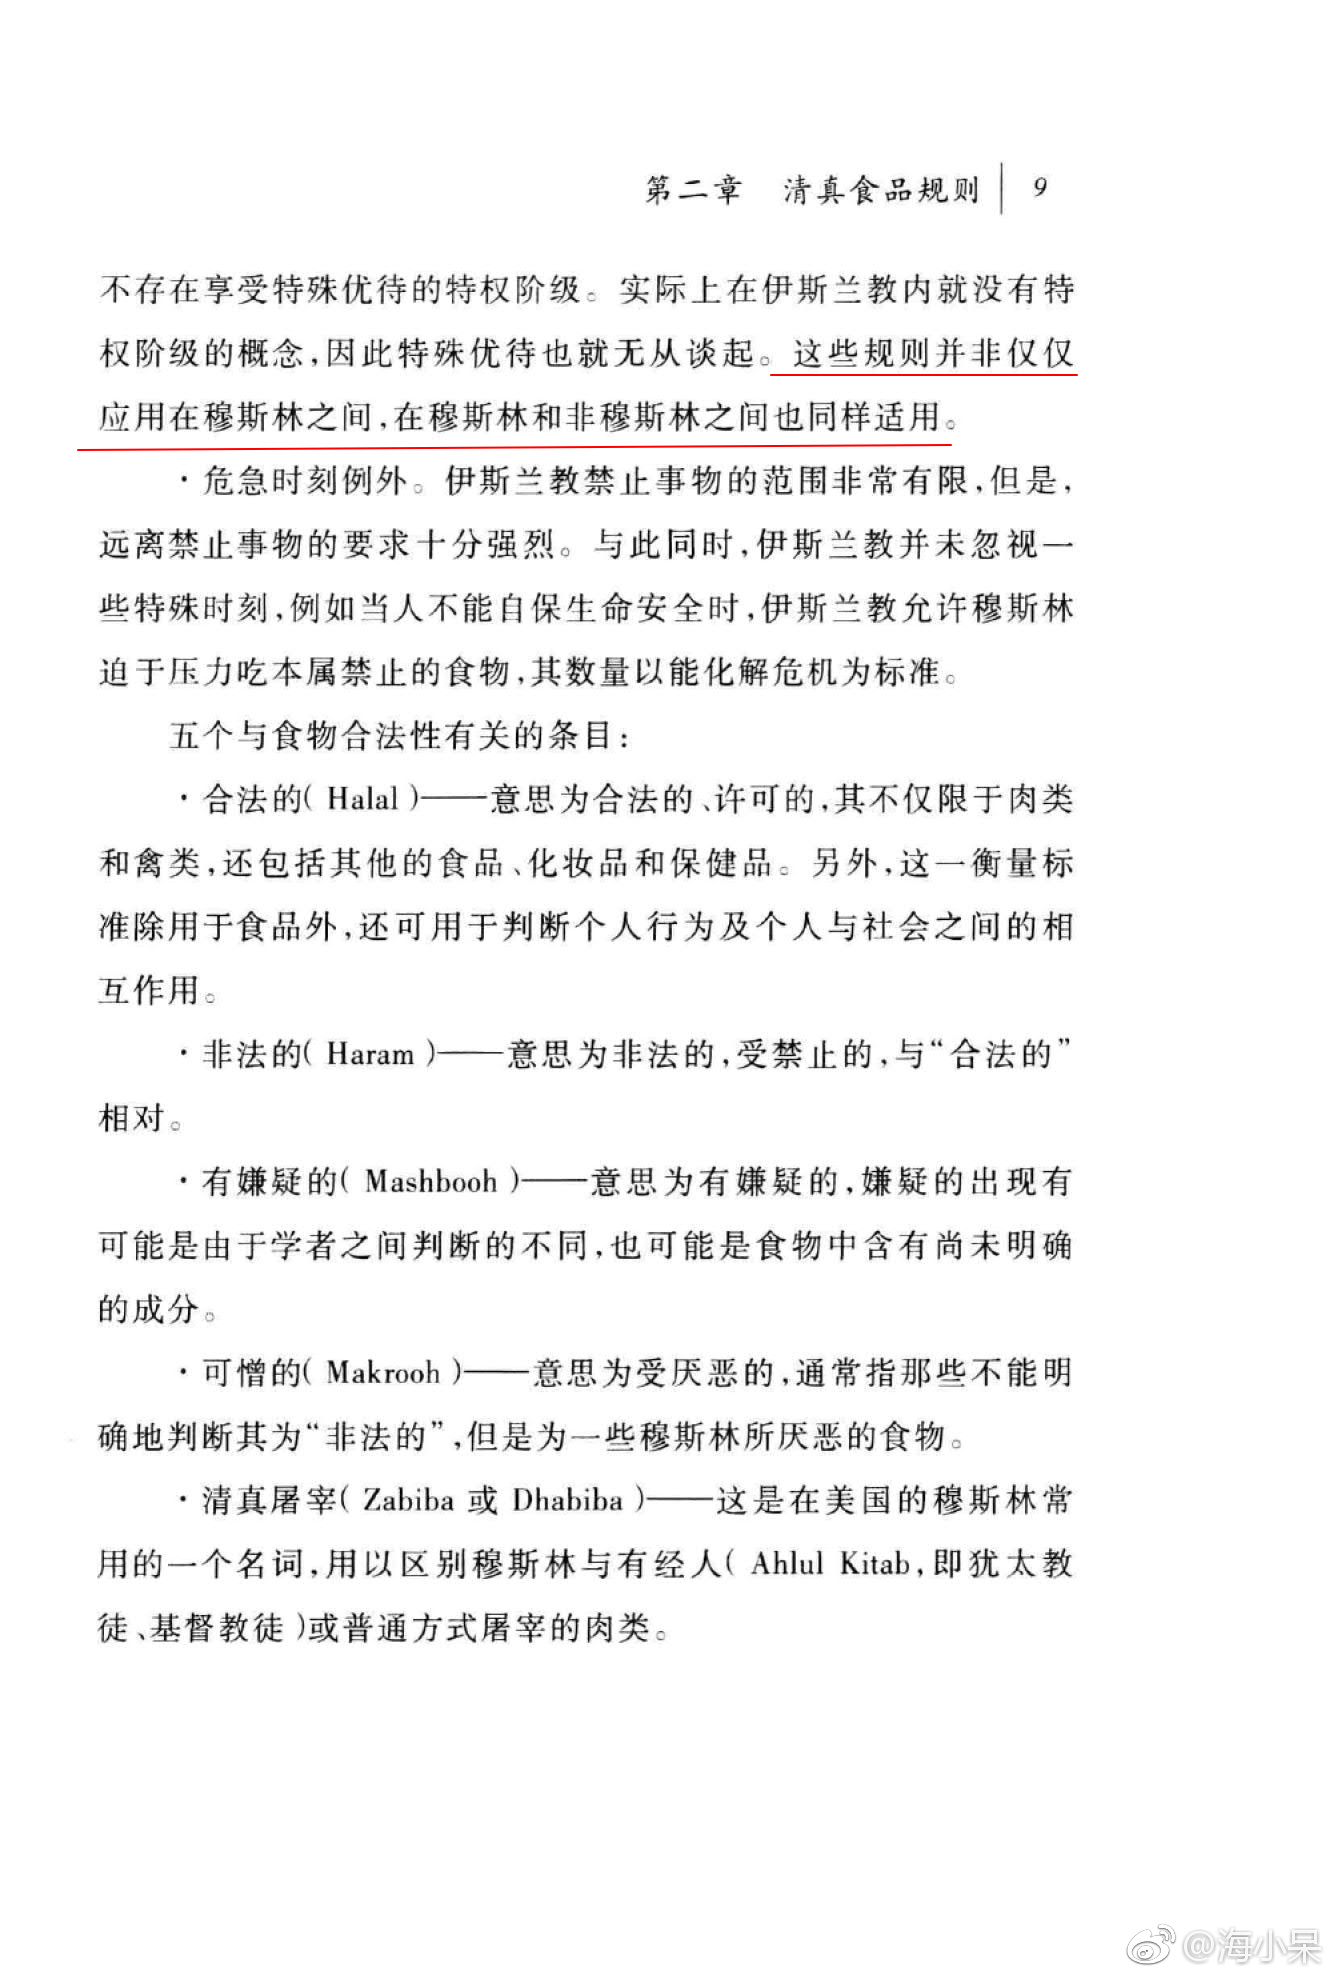 第二章 清真食品规则 9
不存在享受特殊优待的特权阶级。实际上在伊斯兰教内就没有特
权阶级的概念,因此特殊优待也就无从谈起。这些规则并非仅仅
应用在穆斯林之间,在穆斯林和非穆斯林之间也同样适用。
·危急时刻例外。伊斯兰教禁止事物的范围非常有限,但是,
远离禁止事物的要求十分强烈。与此同时,伊斯兰教并未忽视一
些特殊时刻,例如当人不能自保生命安全时,伊斯兰教允许穆斯林
迫于压力吃本属禁止的食物,其数量以能化解危机为标准。
五个与食物合法性有关的条目:
·合法的(Halal)——意思为合法的、许可的,其不仅限于肉类
和禽类,还包括其他的食品、化妆品和保健品。另外,这一衡量标
准除用于食品外,还可用于判断个人行为及个人与社会之间的相
互作用。
·非法的(Haram)——意思为非法的,受禁止的,与“合法的”
相对。
·有嫌疑的(Mashbooh)——意思为有嫌疑的,嫌疑的出现有
可能是由于学者之间判断的不同,也可能是食物中含有尚未明确
的成分。
·可憎的(Makrooh)——意思为受厌恶的,通常指那些不能明
确地判断其为“非法的”,但是为一些穆斯林所厌恶的食物。
·清真屠宰(Zabiba 或 Dhabiba)——这是在美国的穆斯林常
用的一个名词,用以区别穆斯林与有经人(Ahlul Kitab,即犹太教
徒、基督教徒)或普通方式屠宰的肉类。
@海小呆